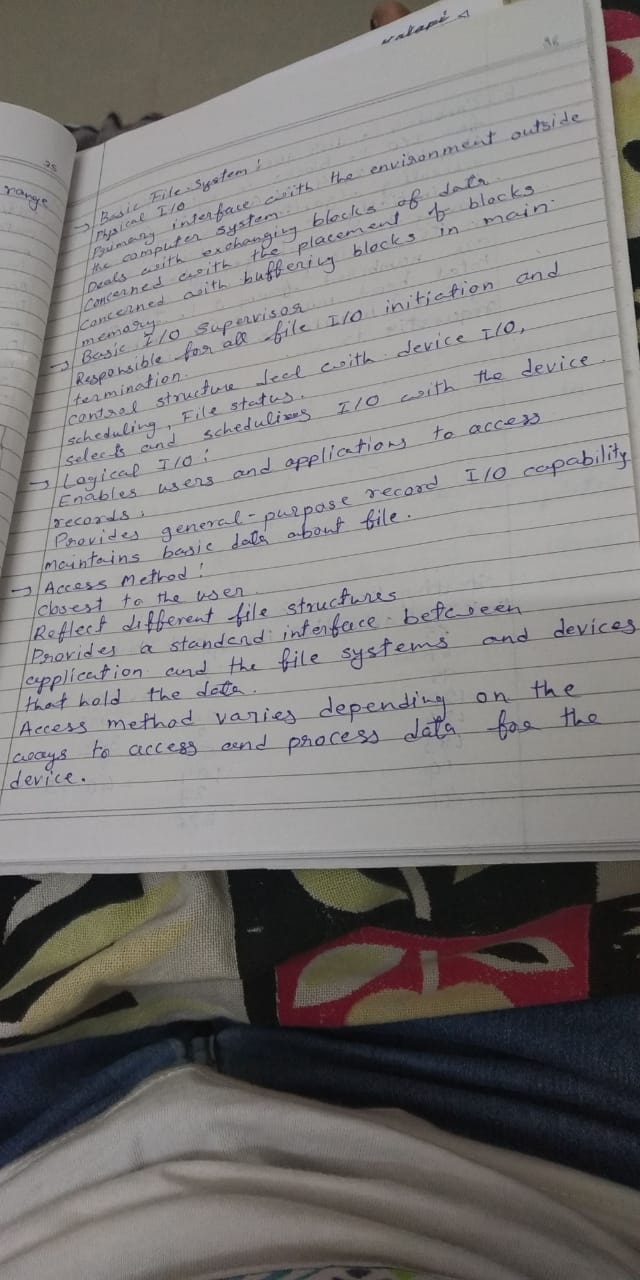 26
25
range
→ Basic File System :
Physical I/O
Primary interface with the environment outside
the computer system.
Deals with exchanging blocks of data
Concerned with the placement of blocks
Concerned with buffering blocks in main
memory.
→ Basic I/O Supervisor
Responsible for all file I/O initiation and
termination.
control structure deal with device I/O,
scheduling, File status.
selects and schedulixes I/O with the device.
→ Logical I/O :
Enables users and applications to access
records.
Provides general-purpose record I/O capability
maintains basic data about file.
→ Access Method :
closest to the user
Reflect different file structures
Provides a standard interface between
application and the file systems and devices
that hold the data.
Access method varies depending on the
ways to access and process data for the
device.